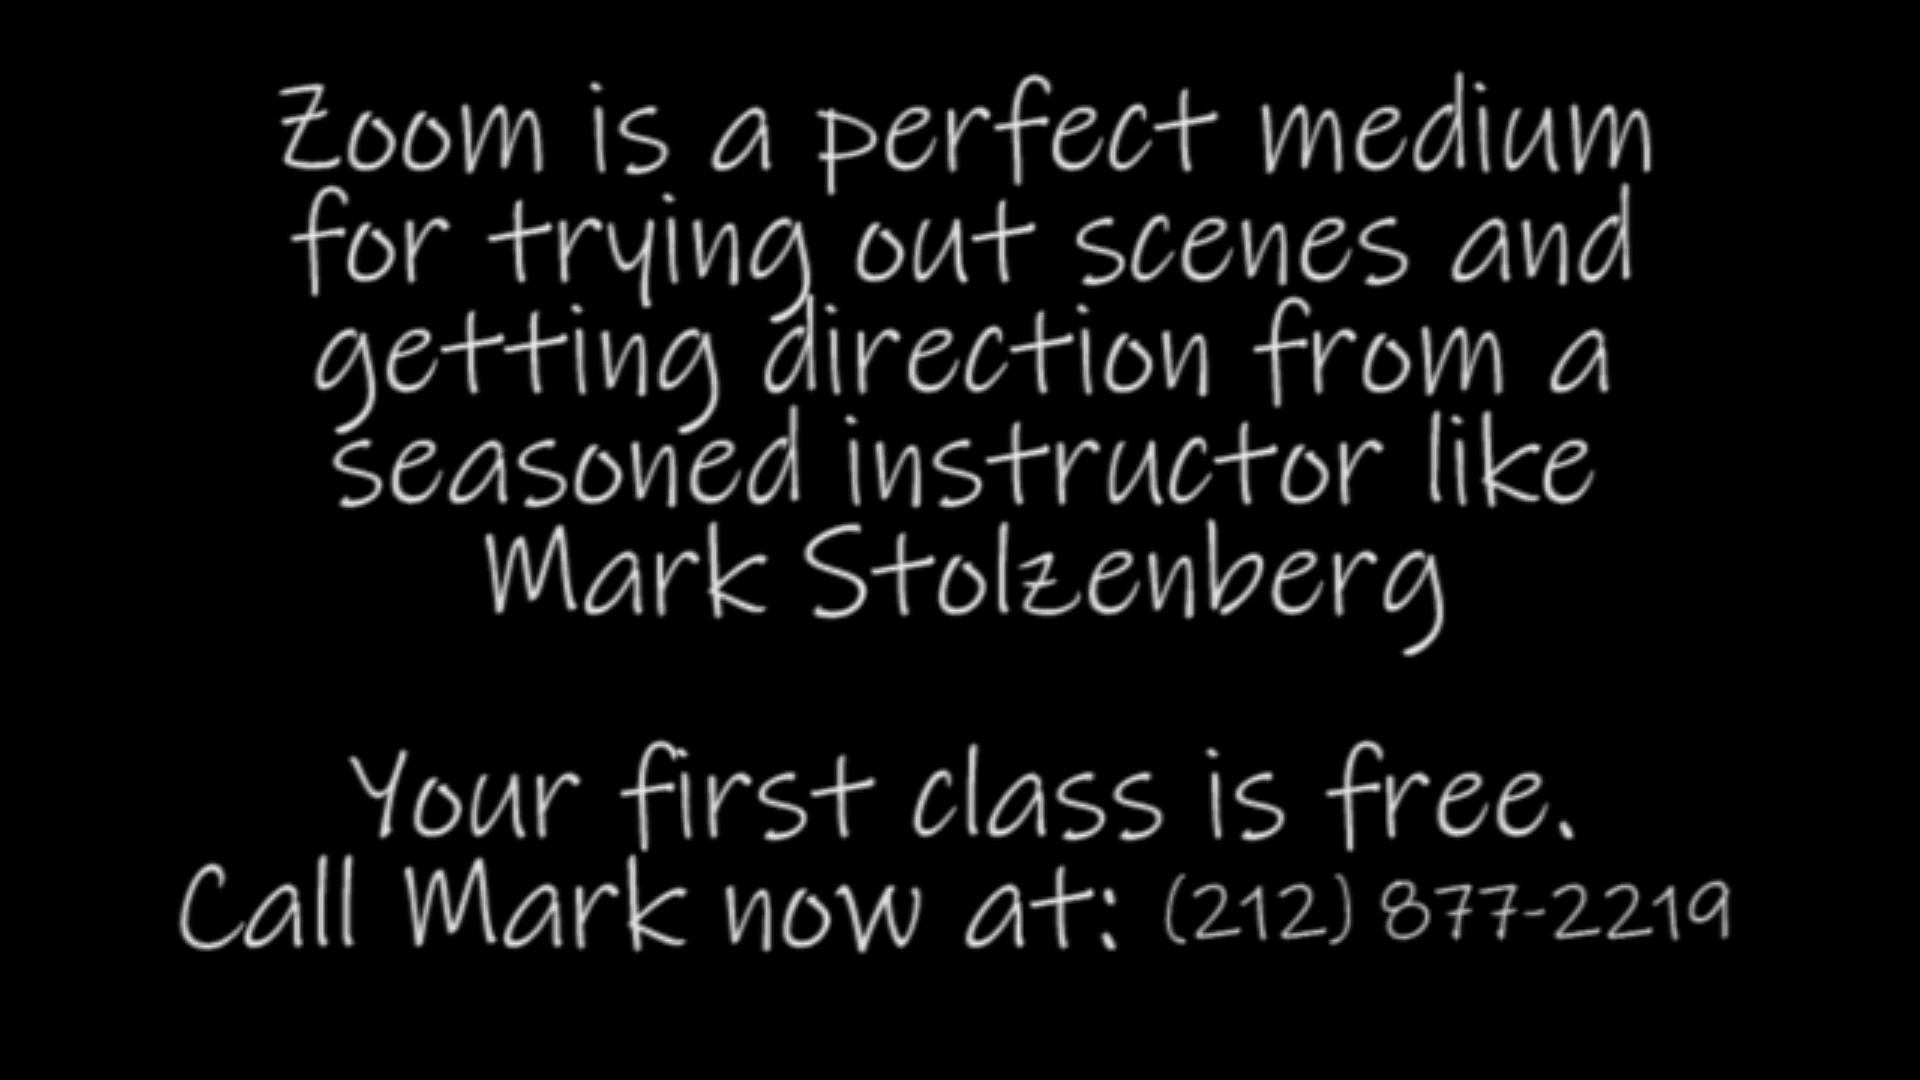 Zoom is a perfect medium
for trying out scenes and
getting direction from a
seasoned instructor like
Mark Stolzenberg
Your first class is free.
Call Mark now at: (212) 877-2219